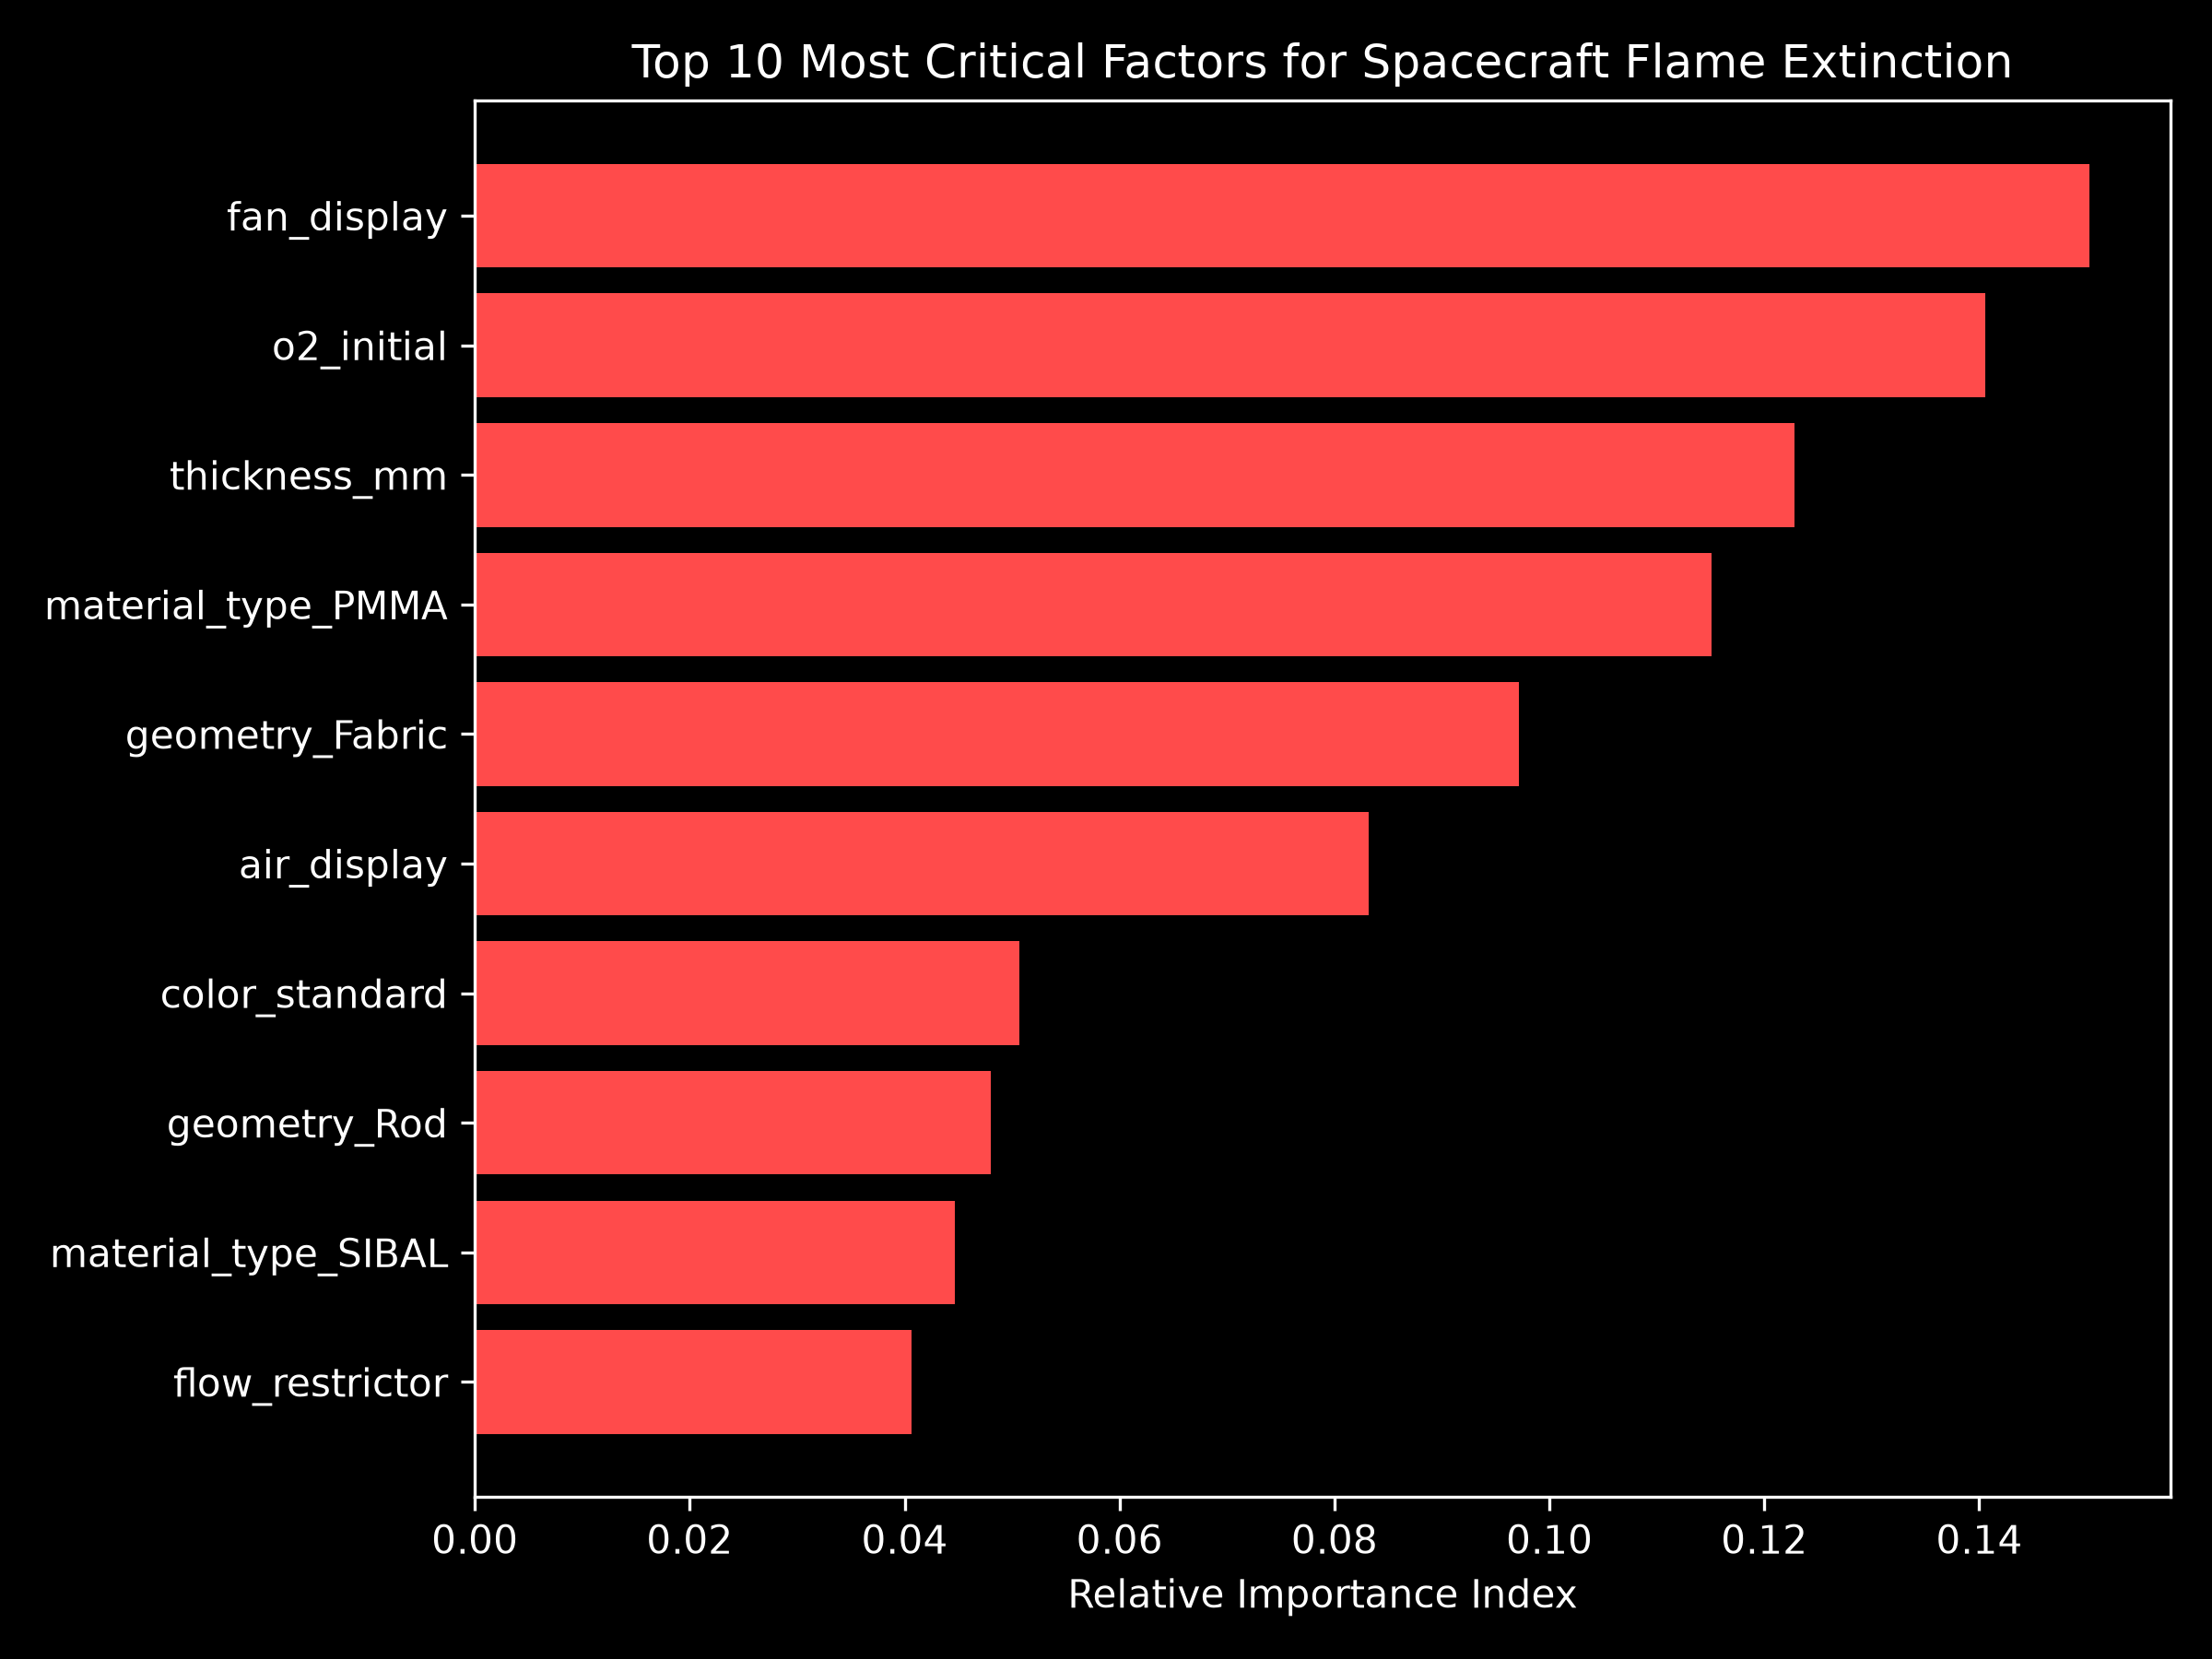 Top 10 Most Critical Factors for Spacecraft Flame Extinction
fan_display
o2_initial
thickness_mm
material_type_PMMA
geometry_Fabric
air_display
color_standard
geometry_Rod
material_type_SIBAL
flow_restrictor
0.00 0.02 0.04 0.06 0.08 0.10 0.12 0.14
Relative Importance Index